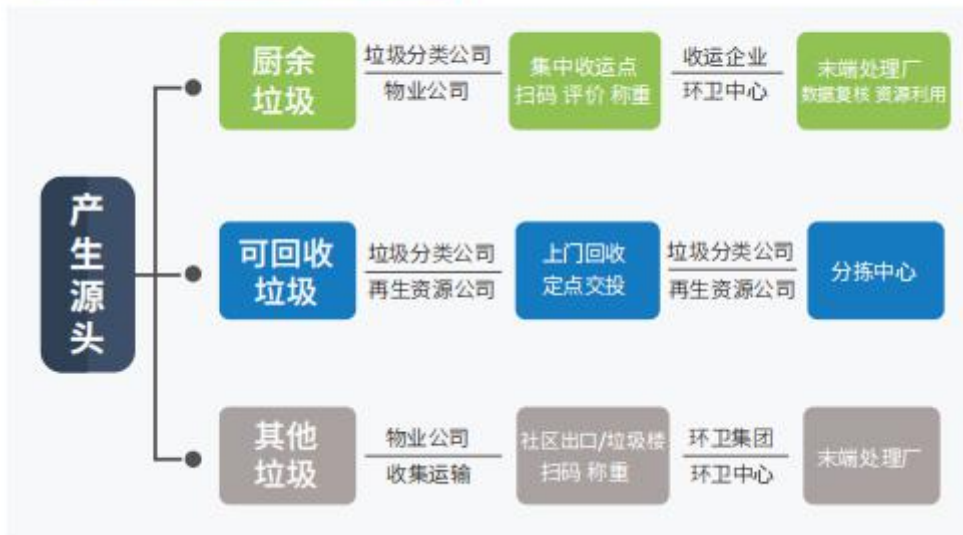 产生源头
厨余
垃圾
垃圾分类公司
物业公司
集中收运点
扫码 评价 称重
收运企业
环卫中心
末端处理厂
数据复核 资源利用
可回收
垃圾
垃圾分类公司
再生资源公司
上门回收
定点交投
垃圾分类公司
再生资源公司
分拣中心
其他
垃圾
物业公司
收集运输
社区出口/垃圾楼
扫码 称重
环卫集团
环卫中心
末端处理厂